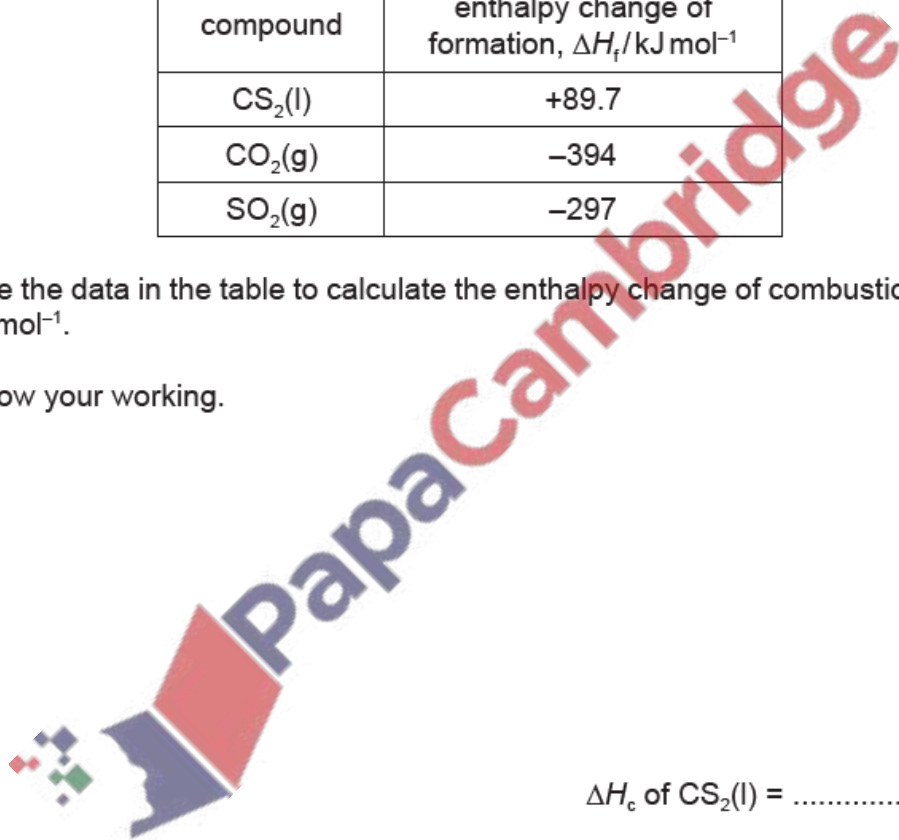 enthalpy change of
compound
formation, ΔHf / kJ mol–1
CS2(l)
+89.7
CO2(g)
–394
SO2(g)
–297
e the data in the table to calculate the enthalpy change of combustic
mol–1.
ow your working.
PapaCambridge
ΔHc of CS2(l) = .............